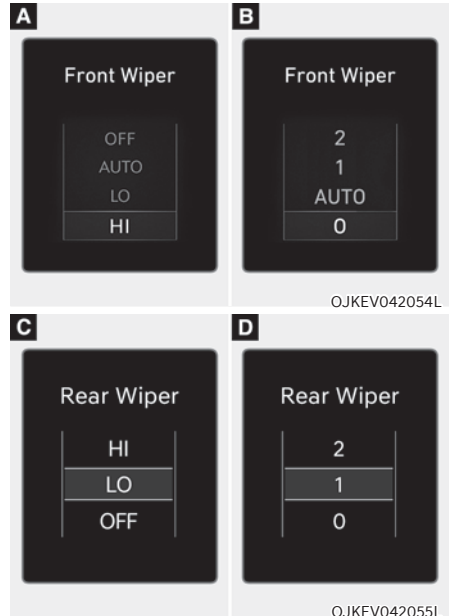 A
Front Wiper
OFF
AUTO
LO
HI
B
Front Wiper
2
1
AUTO
0
OJKEV042054L
C
Rear Wiper
HI
LO
OFF
D
Rear Wiper
2
1
0
OJKEV042055L